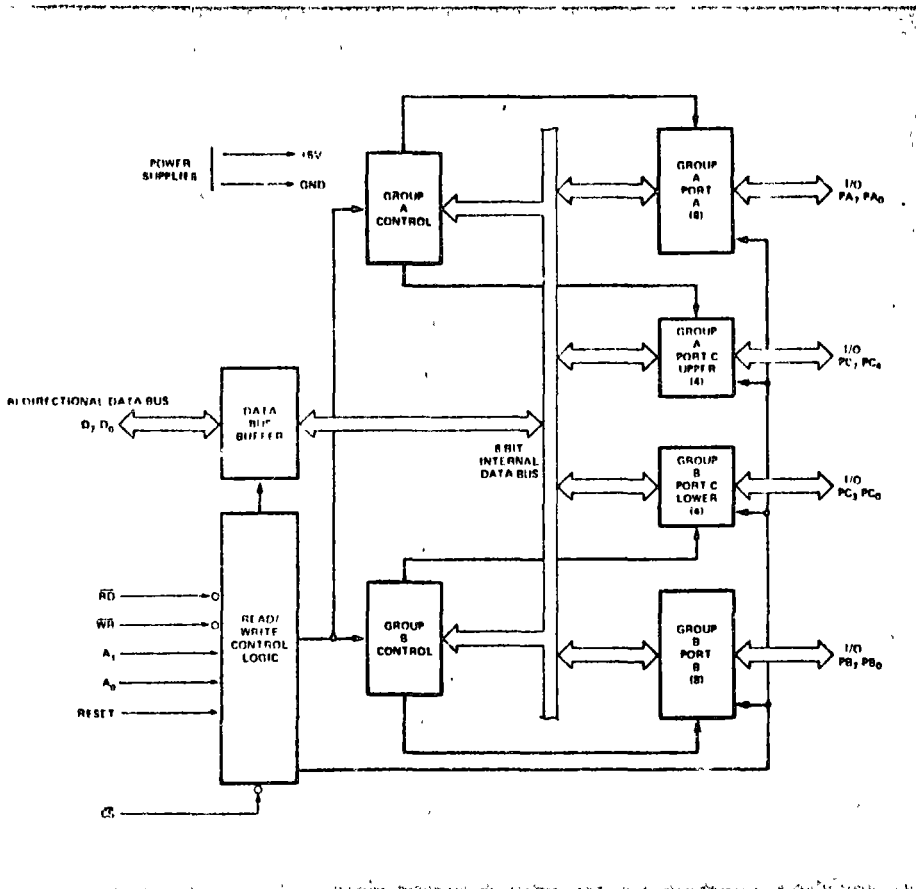 POWER
SUPPLIES
+5V
GND
GROUP
A
CONTROL
GROUP
A
PORT
A
(8)
I/O
PA7 PA0
GROUP
A
PORT C
UPPER
(4)
I/O
PC7 PC4
BI DIRECTIONAL DATA BUS
D7 D0
DATA
BUS
BUFFER
8 BIT
INTERNAL
DATA BUS
GROUP
B
PORT C
LOWER
(4)
I/O
PC3 PC0
RD
WR
A1
A0
RESET
CS
READ/
WRITE
CONTROL
LOGIC
GROUP
B
CONTROL
GROUP
B
PORT
B
(8)
I/O
PB7 PB0